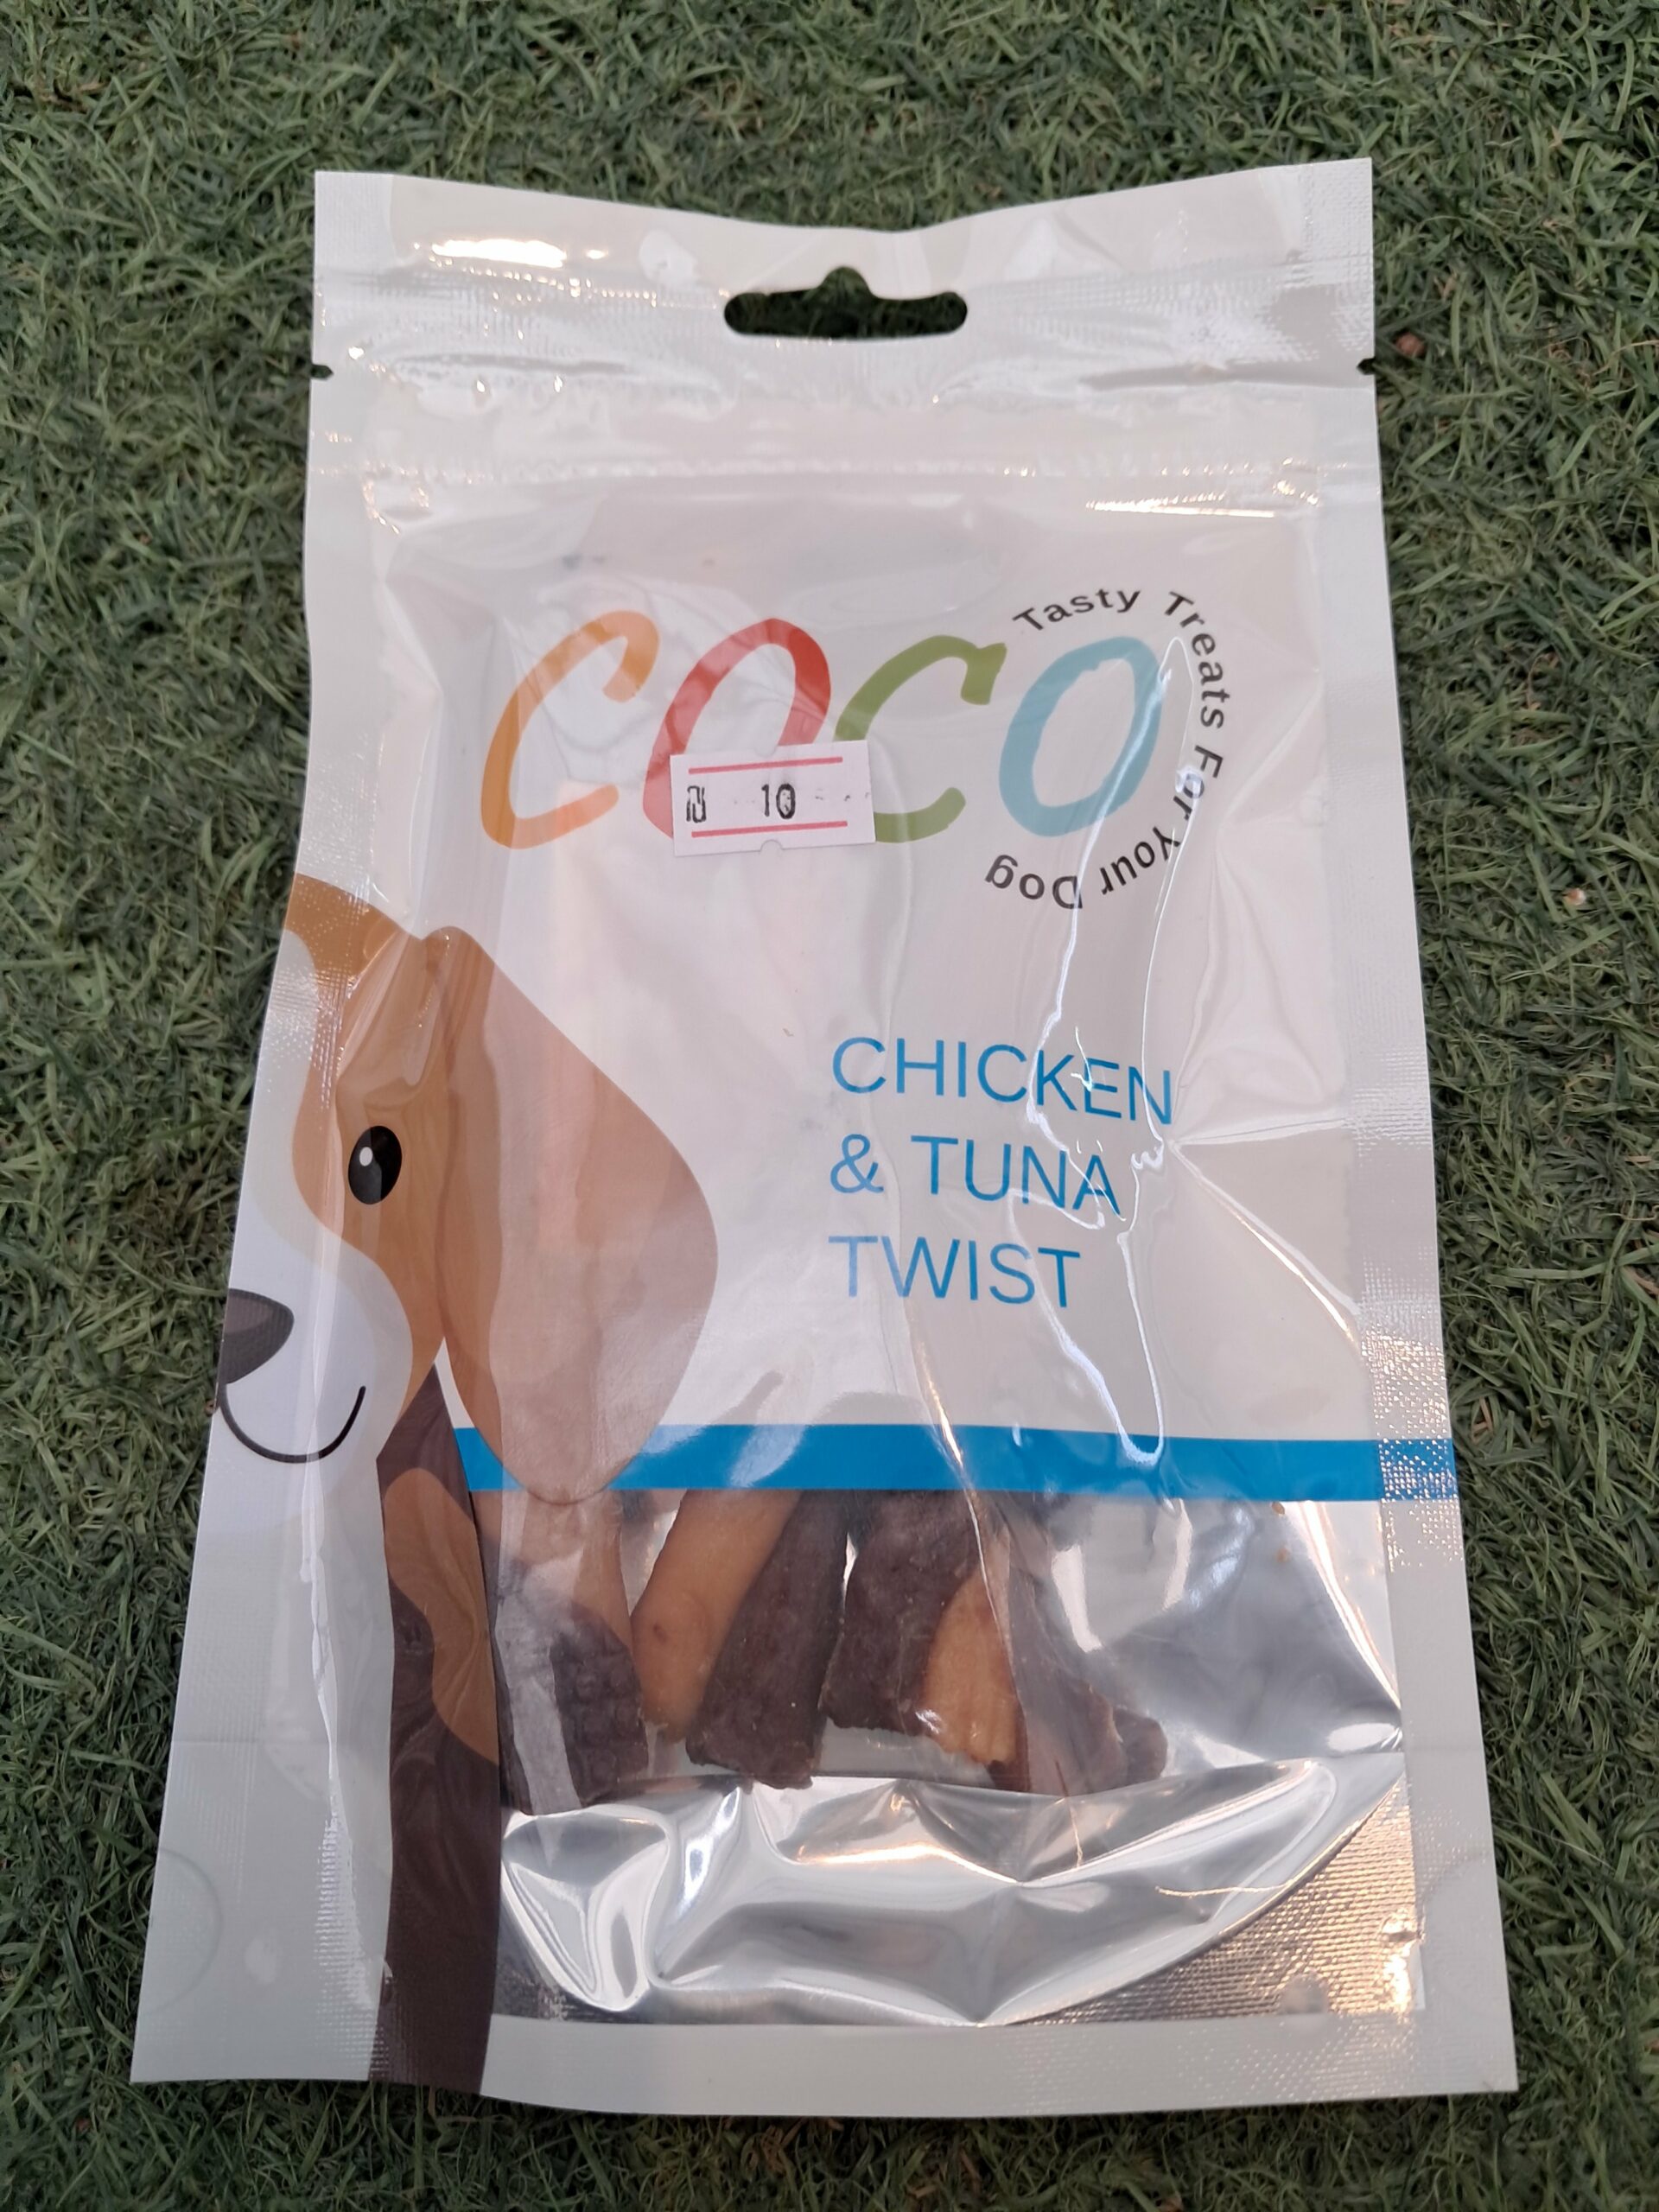 COCO
Tasty Treats For Your Dog
₪ 10
CHICKEN
& TUNA
TWIST